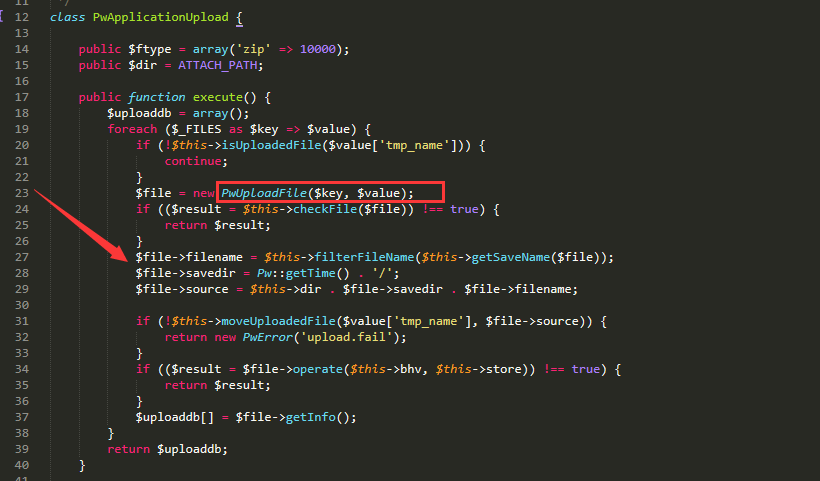 11 */
12 class PwApplicationUpload {
13
14 public $ftype = array('zip' => 10000);
15 public $dir = ATTACH_PATH;
16
17 public function execute() {
18 $uploaddb = array();
19 foreach ($_FILES as $key => $value) {
20 if (!$this->isUploadedFile($value['tmp_name'])) {
21 continue;
22 }
23 $file = new PwUploadFile($key, $value);
24 if (($result = $this->checkFile($file)) !== true) {
25 return $result;
26 }
27 $file->filename = $this->filterFileName($this->getSaveName($file));
28 $file->savedir = Pw::getTime() . '/';
29 $file->source = $this->dir . $file->savedir . $file->filename;
30
31 if (!$this->moveUploadedFile($value['tmp_name'], $file->source)) {
32 return new PwError('upload.fail');
33 }
34 if (($result = $file->operate($this->bhv, $this->store)) !== true) {
35 return $result;
36 }
37 $uploaddb[] = $file->getInfo();
38 }
39 return $uploaddb;
40 }
41